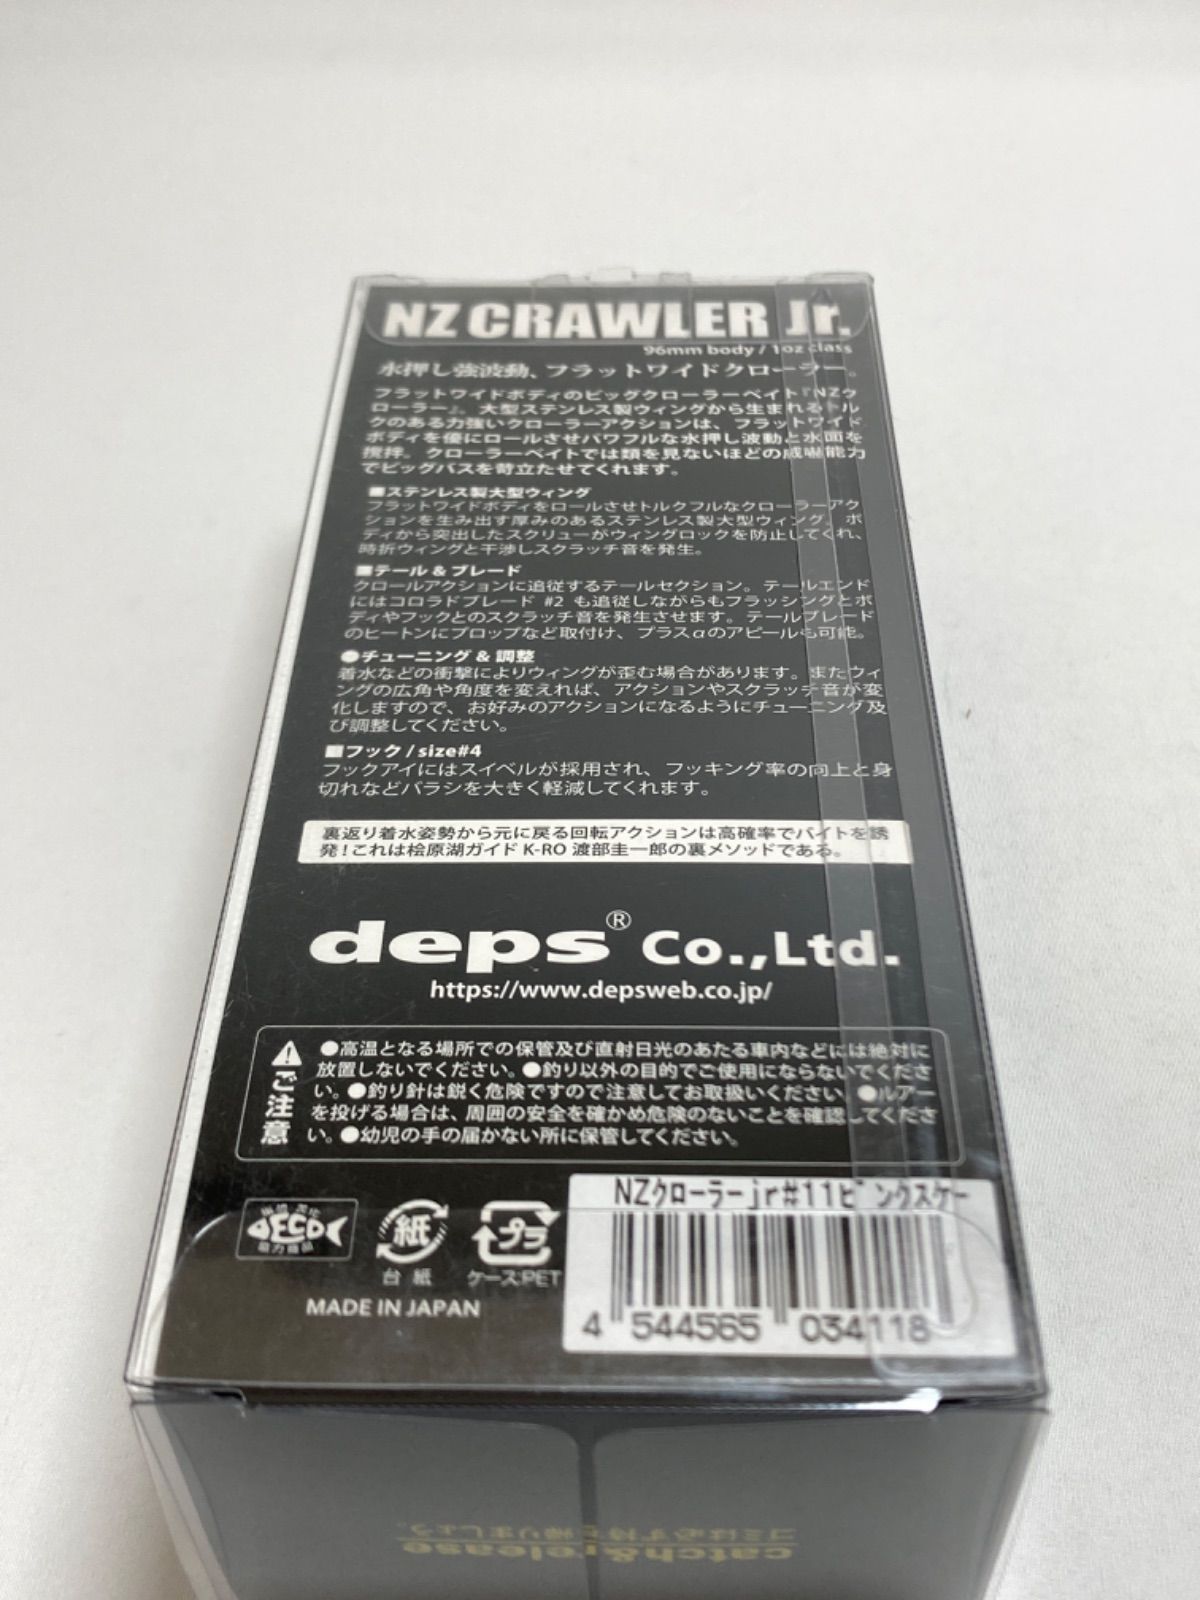 NZ CRAWLER Jr.
96mm body / 1oz class
水押し強波動、フラットワイドクローラー。
フラットワイドボディのビッグクローラーベイト『NZク
ローラー』。大型ステンレス製ウィングから生まれるトル
クのある力強いクローラーアクションは、フラットワイド
ボディを優にロールさせパワフルな水押し波動と水面を
攪拌。クローラーベイトでは類を見ないほどの威嚇能力
でビッグバスを苛立たせてくれます。
■ステンレス製大型ウィング
フラットワイドボディをロールさせトルクフルなクローラーアク
ションを生み出す厚みのあるステンレス製大型ウィング。ボ
ディから突出したスクリューがウィングロックを防止してくれ、
時折ウィングと干渉しスクラッチ音を発生。
■テール & ブレード
クロールアクションに追従するテールセクション。テールエンド
にはコロラドブレード #2 も追従しながらもフラッシングとボ
ディやフックとのスクラッチ音を発生させます。テールブレード
のヒートンにプロップなど取付け、プラスαのアピールも可能。
●チューニング & 調整
着水などの衝撃によりウィングが歪む場合があります。またウィ
ングの広角や角度を変えれば、アクションやスクラッチ音が変
化しますので、お好みのアクションになるようにチューニング及
び調整してください。
■フック / size#4
フックアイにはスイベルが採用され、フッキング率の向上と身
切れなどバラシを大きく軽減してくれます。
裏返り着水姿勢から元に戻る回転アクションは高確率でバイトを誘
発！これは桧原湖ガイド K-RO 渡部圭一郎の裏メソッドである。
deps® Co.,Ltd.
https://www.depsweb.co.jp/
ご注意
●高温となる場所での保管及び直射日光のあたる車内などには絶対に
放置しないでください。●釣り以外の目的でご使用にならないでくださ
い。●釣り針は鋭く危険ですので注意してお取扱いください。●ルアー
を投げる場合は、周囲の安全を確かめ危険のないことを確認してくださ
い。●幼児の手の届かない所に保管してください。
NZクローラーjr#11ピンクスケー
ECO
協力商品
紙
台紙
プラ
ケース:PET
MADE IN JAPAN
4 544565 034118
ゴミは必ず持ち帰りましょう。
catch&release